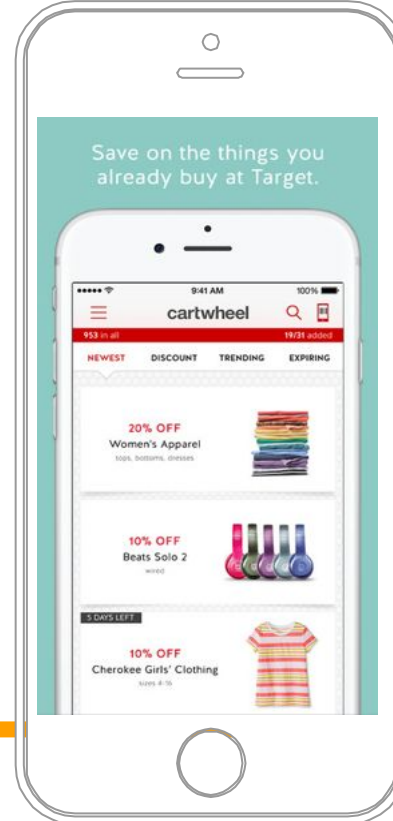 Save on the things you
already buy at Target.
9:41 AM 100%
cartwheel
953 in all 19/31 added
NEWEST DISCOUNT TRENDING EXPIRING
20% OFF
Women's Apparel
tops, bottoms, dresses
10% OFF
Beats Solo 2
wired
5 DAYS LEFT
10% OFF
Cherokee Girls' Clothing
sizes 4-16